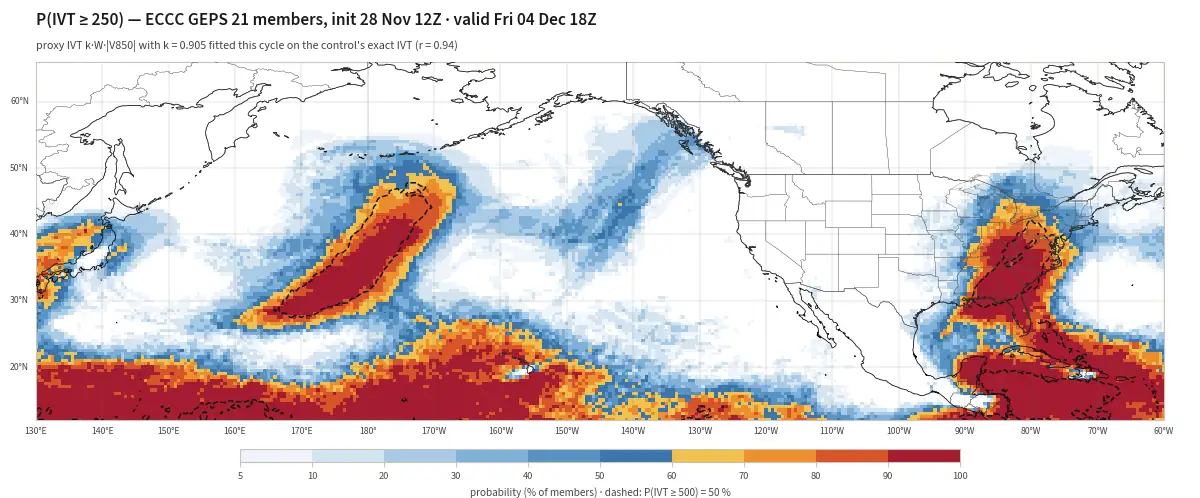 P(IVT ≥ 250) — ECCC GEPS 21 members, init 28 Nov 12Z · valid Fri 04 Dec 18Z
proxy IVT k·W·|V850| with k = 0.905 fitted this cycle on the control's exact IVT (r = 0.94)
60°N
50°N
40°N
30°N
20°N
130°E 140°E 150°E 160°E 170°E 180° 170°W 160°W 150°W 140°W 130°W 120°W 110°W 100°W 90°W 80°W 70°W 60°W
5 10 20 30 40 50 60 70 80 90 100
probability (% of members) · dashed: P(IVT ≥ 500) = 50 %